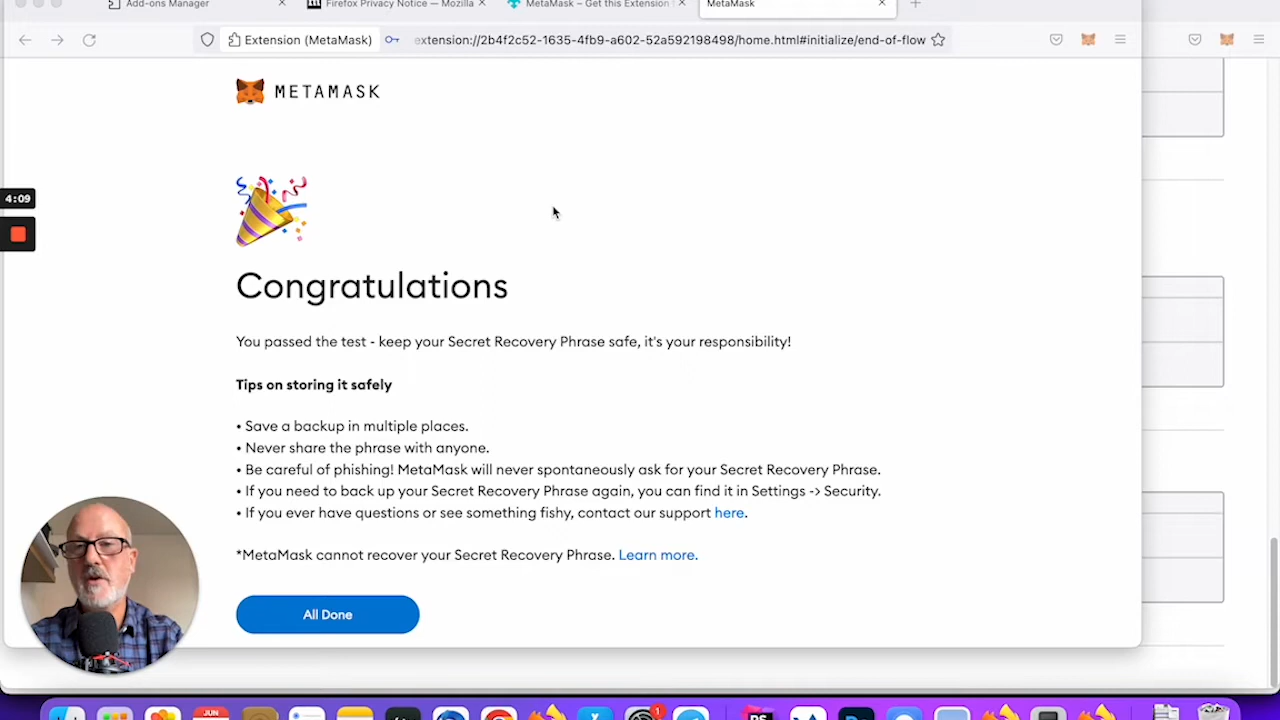 Add-ons Manager
Firefox Privacy Notice — Mozilla
MetaMask – Get this Extension
MetaMask
Extension (MetaMask)
extension://2b4f2c52-1635-4fb9-a602-52a592198498/home.html#initialize/end-of-flow
METAMASK
4:09
Congratulations
You passed the test - keep your Secret Recovery Phrase safe, it's your responsibility!
Tips on storing it safely
• Save a backup in multiple places.
• Never share the phrase with anyone.
• Be careful of phishing! MetaMask will never spontaneously ask for your Secret Recovery Phrase.
• If you need to back up your Secret Recovery Phrase again, you can find it in Settings -> Security.
• If you ever have questions or see something fishy, contact our support here.
*MetaMask cannot recover your Secret Recovery Phrase. Learn more.
All Done
JUN
1